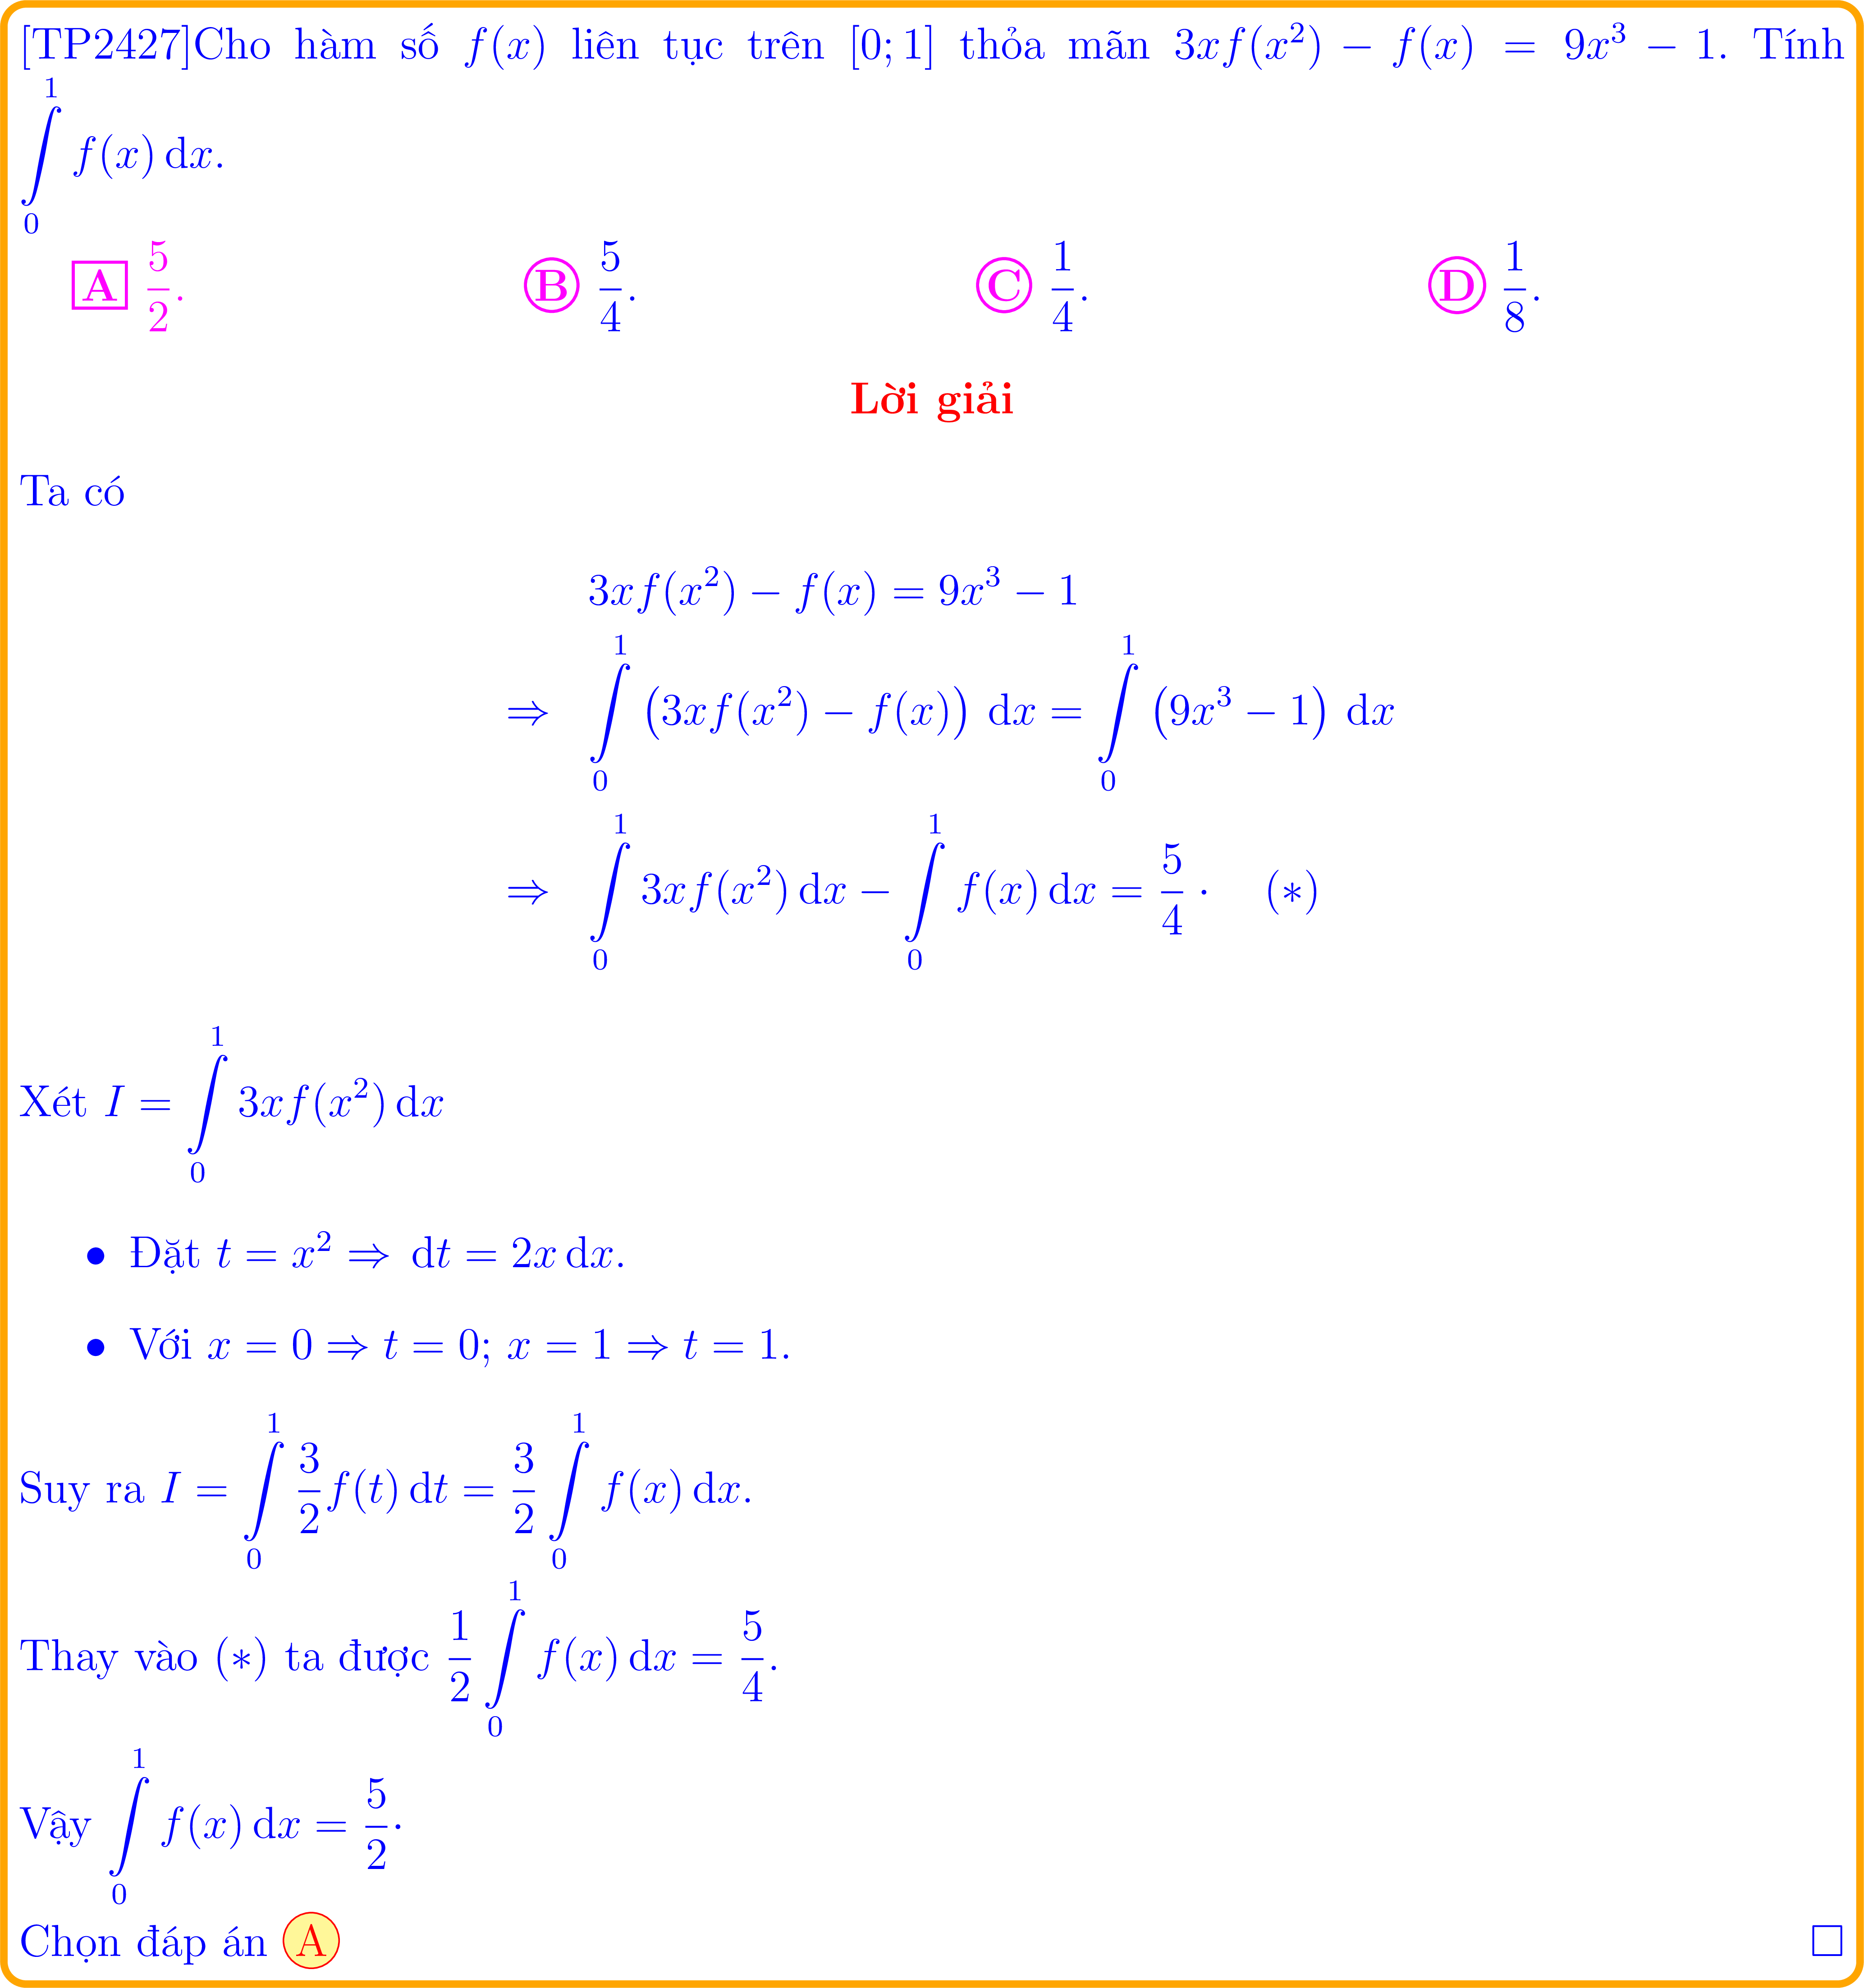 [TP2427]Cho hàm số $f(x)$ liên tục trên $[0;1]$ thỏa mãn $3xf(x^2) - f(x) = 9x^3 - 1$. Tính
$\int\limits_0^1 f(x)\,\mathrm{d}x$.
A $\frac{5}{2}$. B $\frac{5}{4}$. C $\frac{1}{4}$. D $\frac{1}{8}$.
Lời giải
Ta có
$3xf(x^2) - f(x) = 9x^3 - 1$
$\Rightarrow \int\limits_0^1 \left(3xf(x^2) - f(x)\right)\,\mathrm{d}x = \int\limits_0^1 \left(9x^3 - 1\right)\,\mathrm{d}x$
$\Rightarrow \int\limits_0^1 3xf(x^2)\,\mathrm{d}x - \int\limits_0^1 f(x)\,\mathrm{d}x = \frac{5}{4}\cdot \quad (*)$
Xét $I = \int\limits_0^1 3xf(x^2)\,\mathrm{d}x$
• Đặt $t = x^2 \Rightarrow \mathrm{d}t = 2x\,\mathrm{d}x$.
• Với $x = 0 \Rightarrow t = 0$; $x = 1 \Rightarrow t = 1$.
Suy ra $I = \int\limits_0^1 \frac{3}{2}f(t)\,\mathrm{d}t = \frac{3}{2}\int\limits_0^1 f(x)\,\mathrm{d}x$.
Thay vào $(*)$ ta được $\frac{1}{2}\int\limits_0^1 f(x)\,\mathrm{d}x = \frac{5}{4}$.
Vậy $\int\limits_0^1 f(x)\,\mathrm{d}x = \frac{5}{2}\cdot$
Chọn đáp án A □